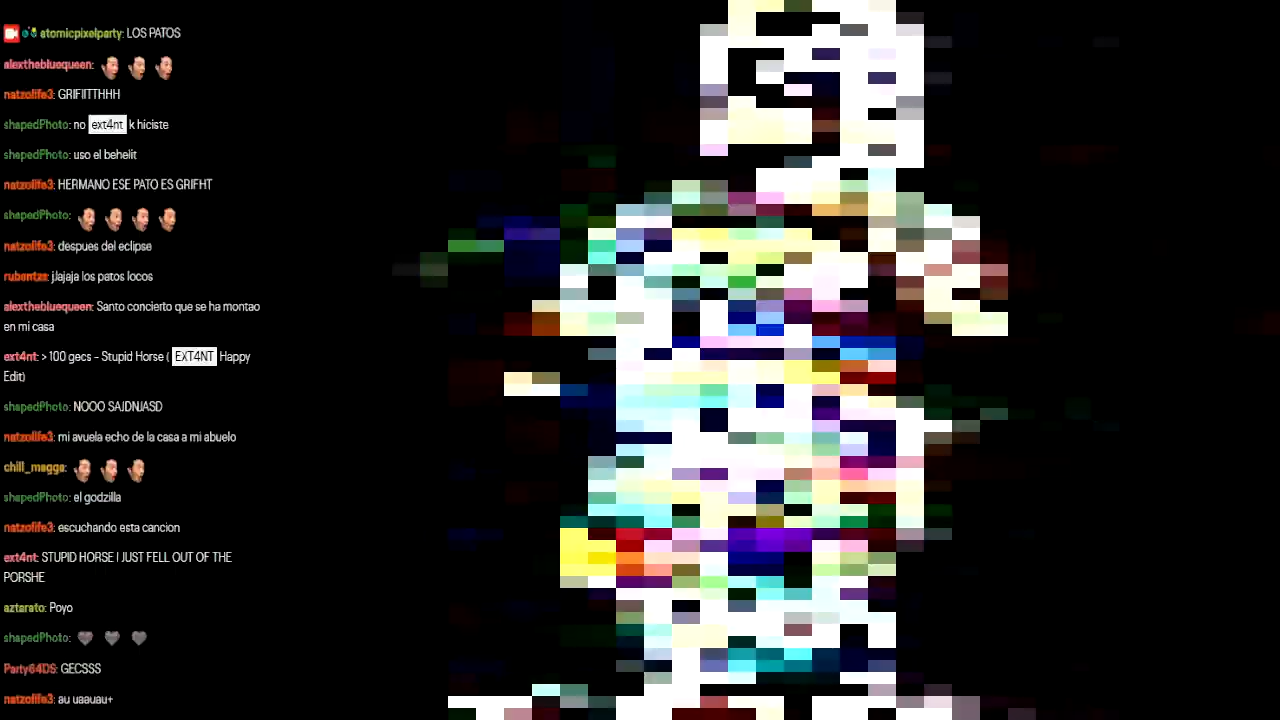 atomicpixelparty: LOS PATOS
alexthebluequeen:
natzolife3: GRIFIITTHHH
shapedPhoto: no ext4nt k hiciste
shapedPhoto: uso el behelit
natzolife3: HERMANO ESE PATO ES GRIFHT
shapedPhoto:
natzolife3: despues del eclipse
rubentzs: jlajaja los patos locos
alexthebluequeen: Santo concierto que se ha montao
en mi casa
ext4nt: > 100 gecs - Stupid Horse ( EXT4NT Happy
Edit)
shapedPhoto: NOOO SAJDNJASD
natzolife3: mi avuela echo de la casa a mi abuelo
chill_magga:
shapedPhoto: el godzilla
natzolife3: escuchando esta cancion
ext4nt: STUPID HORSE I JUST FELL OUT OF THE
PORSHE
aztarato: Poyo
shapedPhoto:
Party64DS: GECSSS
natzolife3: au uaauau+